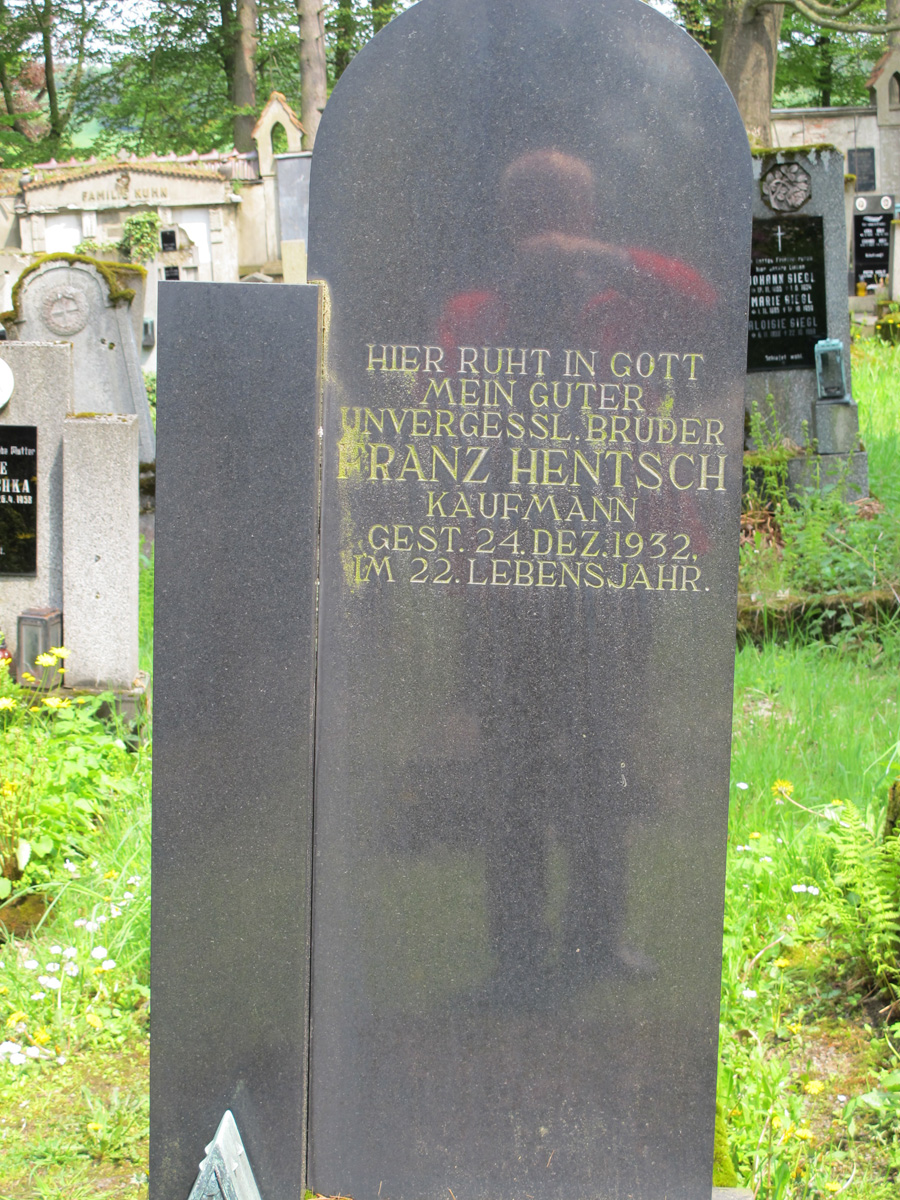 HIER RUHT IN GOTT
MEIN GUTER
UNVERGESSL. BRUDER
FRANZ HENTSCH
KAUFMANN
GEST. 24. DEZ. 1932,
IM 22. LEBENSJAHR.
FAMILIE KUHN
JOHANN SIEGL
MARIE SIEGL
ALOISIE SIEGL